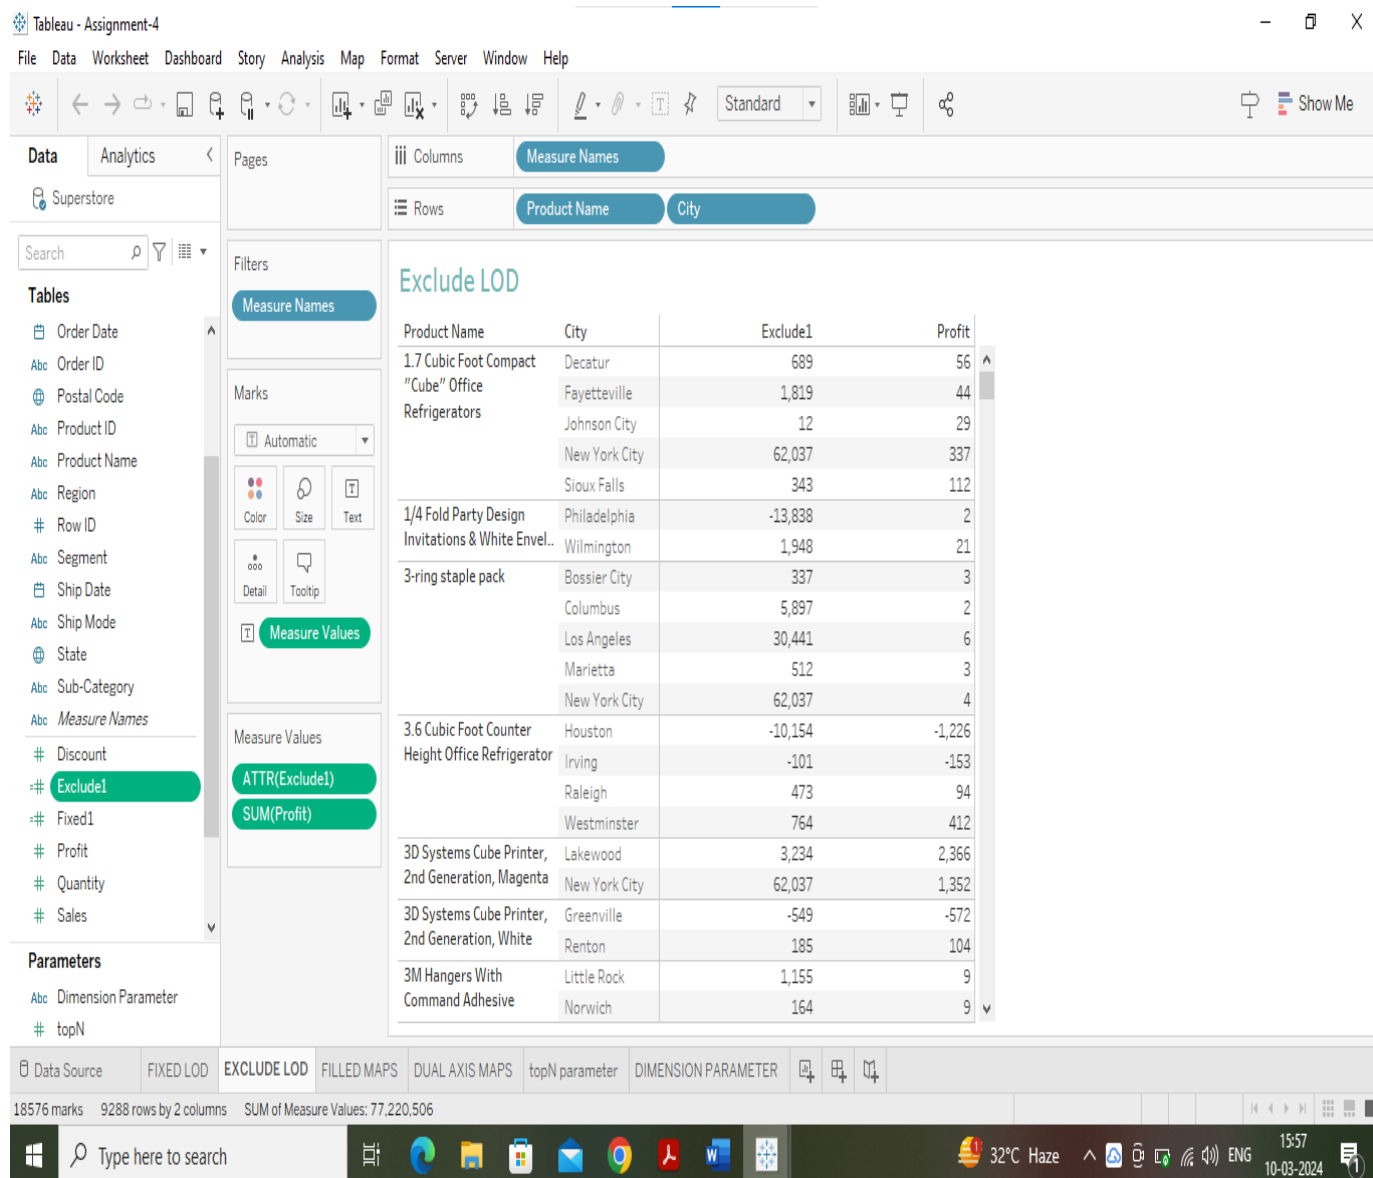 Tableau - Assignment-4
File Data Worksheet Dashboard Story Analysis Map Format Server Window Help
Standard
Show Me
Data Analytics
Superstore
Search
Tables
Order Date
Abc Order ID
Postal Code
Abc Product ID
Abc Product Name
Abc Region
# Row ID
Abc Segment
Ship Date
Abc Ship Mode
State
Abc Sub-Category
Abc Measure Names
# Discount
=# Exclude1
=# Fixed1
# Profit
# Quantity
# Sales
Parameters
Abc Dimension Parameter
# topN
Pages
Filters
Measure Names
Marks
T Automatic
Color Size Text
Detail Tooltip
T Measure Values
Measure Values
ATTR(Exclude1)
SUM(Profit)
Columns Measure Names
Rows Product Name City
Exclude LOD
Product Name City Exclude1 Profit
1.7 Cubic Foot Compact Decatur 689 56
"Cube" Office Fayetteville 1,819 44
Refrigerators Johnson City 12 29
New York City 62,037 337
Sioux Falls 343 112
1/4 Fold Party Design Philadelphia -13,838 2
Invitations & White Envel.. Wilmington 1,948 21
3-ring staple pack Bossier City 337 3
Columbus 5,897 2
Los Angeles 30,441 6
Marietta 512 3
New York City 62,037 4
3.6 Cubic Foot Counter Houston -10,154 -1,226
Height Office Refrigerator Irving -101 -153
Raleigh 473 94
Westminster 764 412
3D Systems Cube Printer, Lakewood 3,234 2,366
2nd Generation, Magenta New York City 62,037 1,352
3D Systems Cube Printer, Greenville -549 -572
2nd Generation, White Renton 185 104
3M Hangers With Little Rock 1,155 9
Command Adhesive Norwich 164 9
Data Source FIXED LOD EXCLUDE LOD FILLED MAPS DUAL AXIS MAPS topN parameter DIMENSION PARAMETER
18576 marks 9288 rows by 2 columns SUM of Measure Values: 77,220,506
Type here to search
1 32°C Haze ENG 15:57
10-03-2024 1